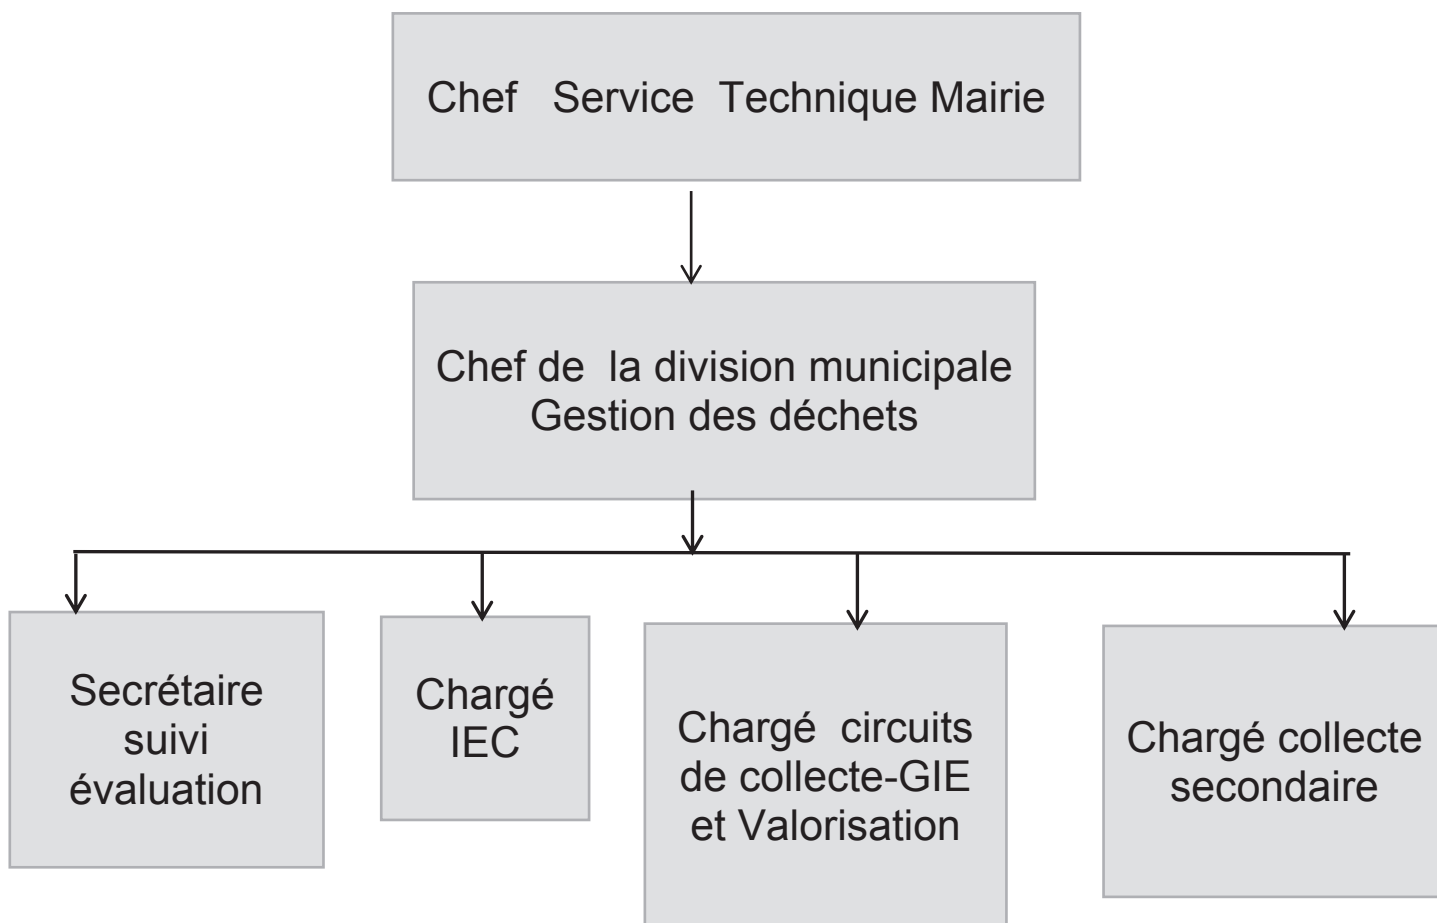 Chef Service Technique Mairie
Chef de la division municipale
Gestion des déchets
Secrétaire
suivi
évaluation
Chargé
IEC
Chargé circuits
de collecte-GIE
et Valorisation
Chargé collecte
secondaire